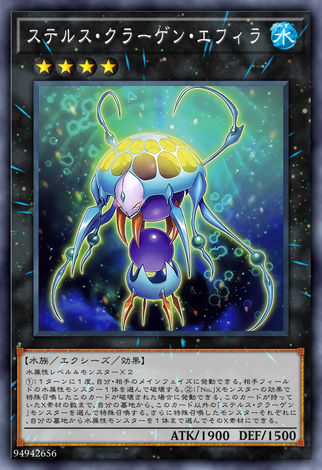 ステルス・クラーゲン・エフィラ
水
【水族／エクシーズ／効果】
水属性レベル４モンスター×２
①：１ターンに１度、自分・相手のメインフェイズに発動できる。相手フィール
ドの水属性モンスター１体を選んで破壊する。②：「No.」Xモンスターの効果で
特殊召喚したこのカードが破壊された場合に発動できる。このカードが持って
いたX素材の数まで、自分の墓地から、このカード以外の「ステルス・クラーゲ
ン」モンスターを選んで特殊召喚する。さらに特殊召喚したモンスターそれぞれに
、自分の墓地から水属性モンスターを１体まで選んでそのX素材にできる。
ATK/1900 DEF/1500
94942656